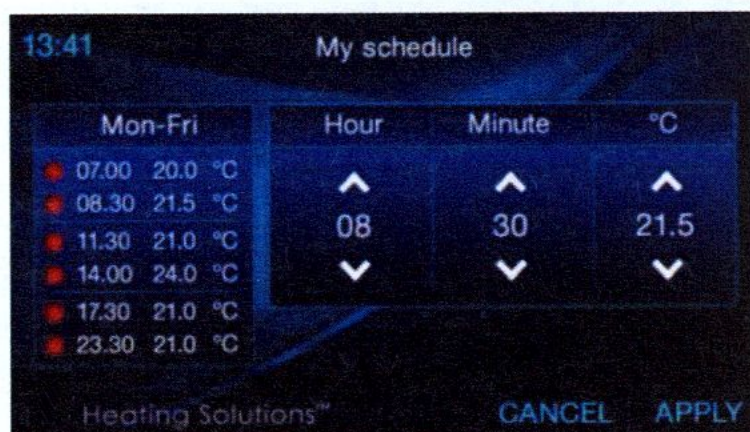 13:41
My schedule
Mon-Fri
07.00 20.0 °C
08.30 21.5 °C
11.30 21.0 °C
14.00 24.0 °C
17.30 21.0 °C
23.30 21.0 °C
Hour Minute °C
08 30 21.5
Heating Solutions™
CANCEL APPLY